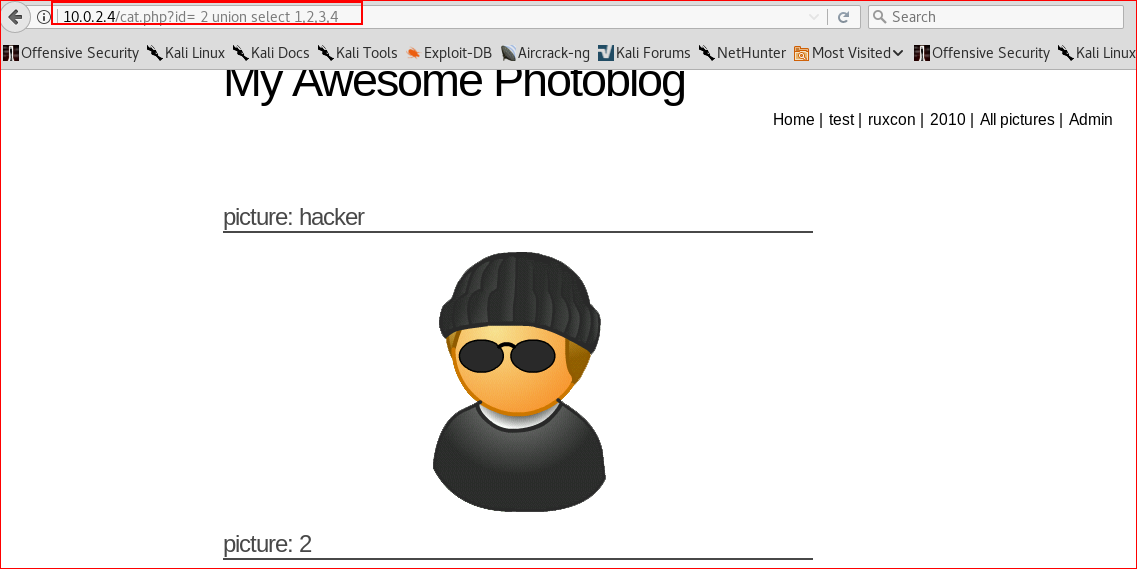 10.0.2.4/cat.php?id= 2 union select 1,2,3,4 Search
Offensive Security Kali Linux Kali Docs Kali Tools Exploit-DB Aircrack-ng Kali Forums NetHunter Most Visited Offensive Security Kali Linux
My Awesome Photoblog
Home | test | ruxcon | 2010 | All pictures | Admin
picture: hacker
picture: 2